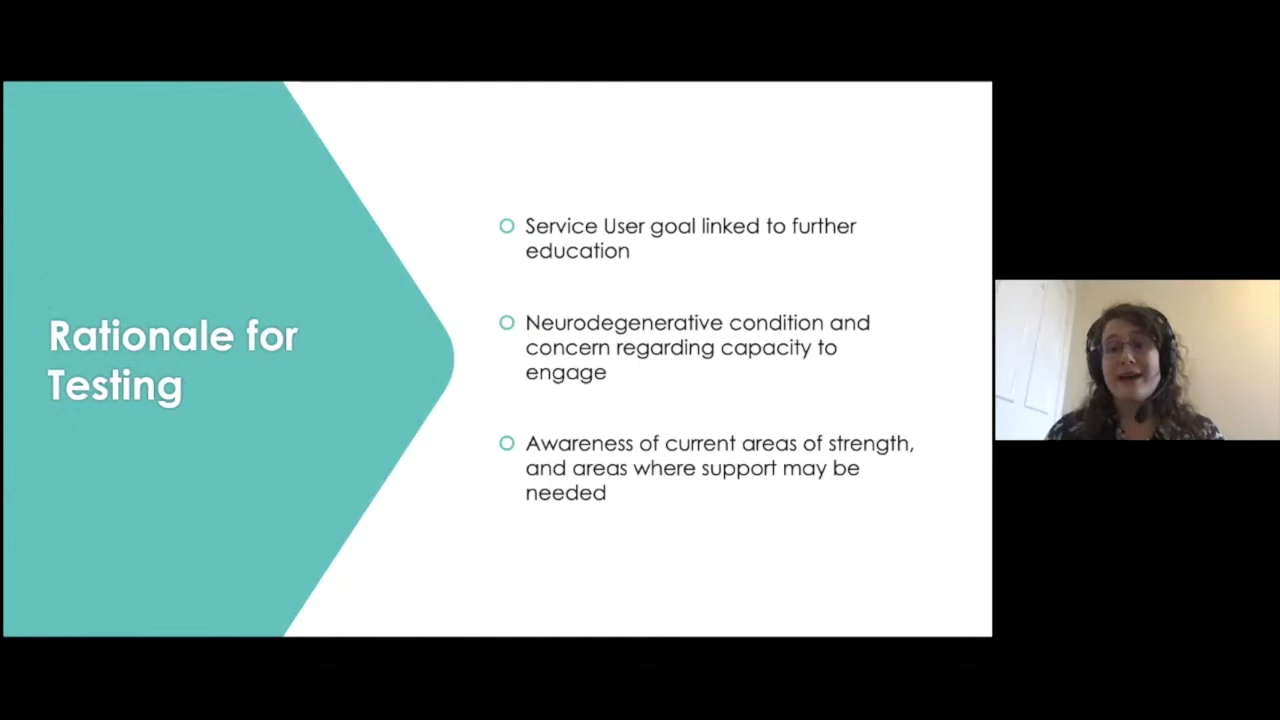 Rationale for
Testing
Service User goal linked to further
education
Neurodegenerative condition and
concern regarding capacity to
engage
Awareness of current areas of strength,
and areas where support may be
needed